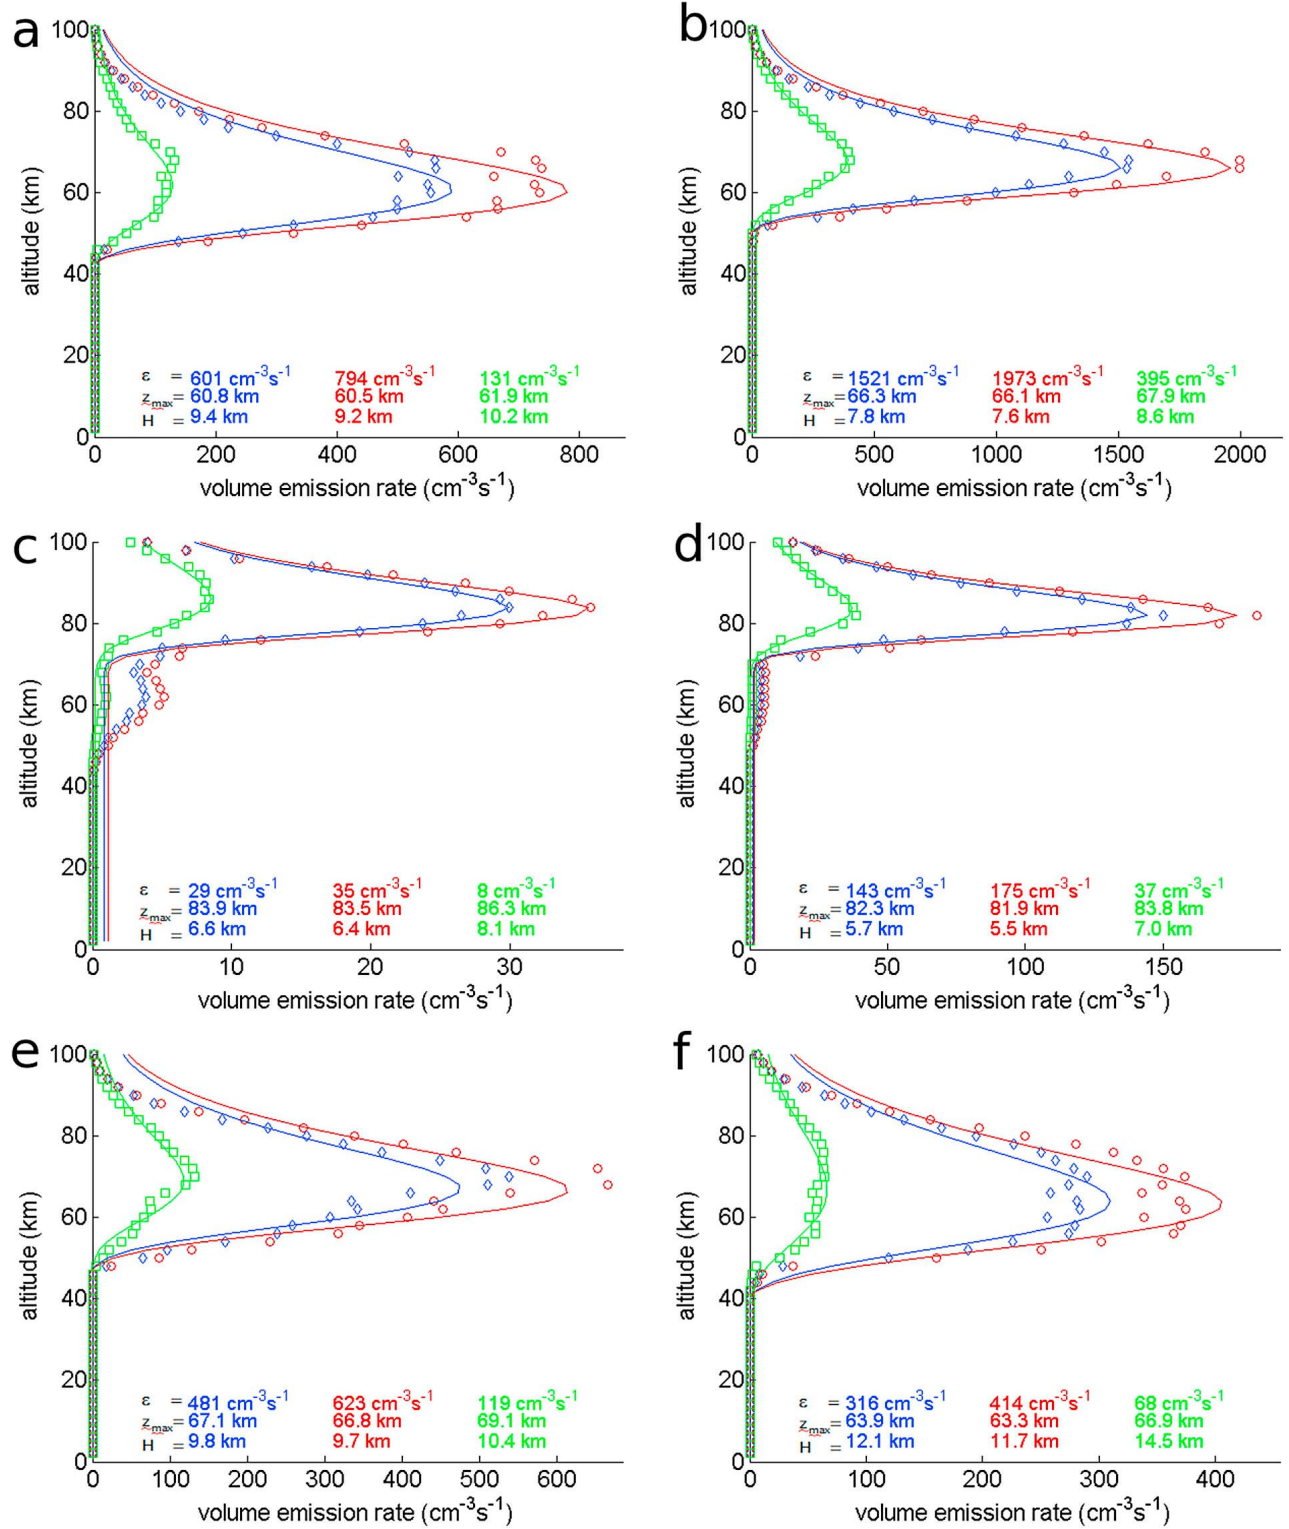 a
100
80
60
40
20
0
altitude (km)
ε = 601 cm⁻³s⁻¹ 794 cm⁻³s⁻¹ 131 cm⁻³s⁻¹
z_max= 60.8 km 60.5 km 61.9 km
H = 9.4 km 9.2 km 10.2 km
0 200 400 600 800
volume emission rate (cm⁻³s⁻¹)
b
100
80
60
40
20
0
altitude (km)
ε = 1521 cm⁻³s⁻¹ 1973 cm⁻³s⁻¹ 395 cm⁻³s⁻¹
z_max= 66.3 km 66.1 km 67.9 km
H = 7.8 km 7.6 km 8.6 km
0 500 1000 1500 2000
volume emission rate (cm⁻³s⁻¹)
c
100
80
60
40
20
0
altitude (km)
ε = 29 cm⁻³s⁻¹ 35 cm⁻³s⁻¹ 8 cm⁻³s⁻¹
z_max= 83.9 km 83.5 km 86.3 km
H = 6.6 km 6.4 km 8.1 km
0 10 20 30
volume emission rate (cm⁻³s⁻¹)
d
100
80
60
40
20
0
altitude (km)
ε = 143 cm⁻³s⁻¹ 175 cm⁻³s⁻¹ 37 cm⁻³s⁻¹
z_max= 82.3 km 81.9 km 83.8 km
H = 5.7 km 5.5 km 7.0 km
0 50 100 150
volume emission rate (cm⁻³s⁻¹)
e
100
80
60
40
20
0
altitude (km)
ε = 481 cm⁻³s⁻¹ 623 cm⁻³s⁻¹ 119 cm⁻³s⁻¹
z_max= 67.1 km 66.8 km 69.1 km
H = 9.8 km 9.7 km 10.4 km
0 100 200 300 400 500 600
volume emission rate (cm⁻³s⁻¹)
f
100
80
60
40
20
0
altitude (km)
ε = 316 cm⁻³s⁻¹ 414 cm⁻³s⁻¹ 68 cm⁻³s⁻¹
z_max= 63.9 km 63.3 km 66.9 km
H = 12.1 km 11.7 km 14.5 km
0 100 200 300 400
volume emission rate (cm⁻³s⁻¹)